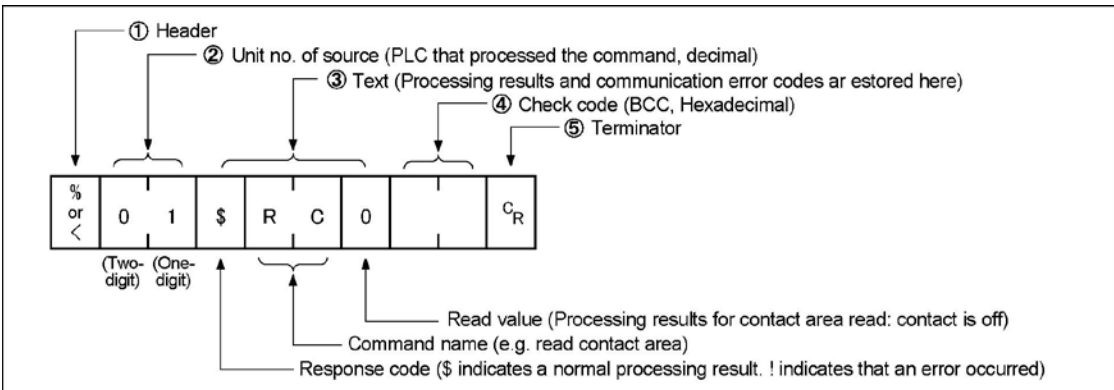 ① Header
② Unit no. of source (PLC that processed the command, decimal)
③ Text (Processing results and communication error codes ar estored here)
④ Check code (BCC, Hexadecimal)
⑤ Terminator
% or < 0 1 $ R C 0 CR
(Two-digit) (One-digit)
Read value (Processing results for contact area read: contact is off)
Command name (e.g. read contact area)
Response code ($ indicates a normal processing result. ! indicates that an error occurred)